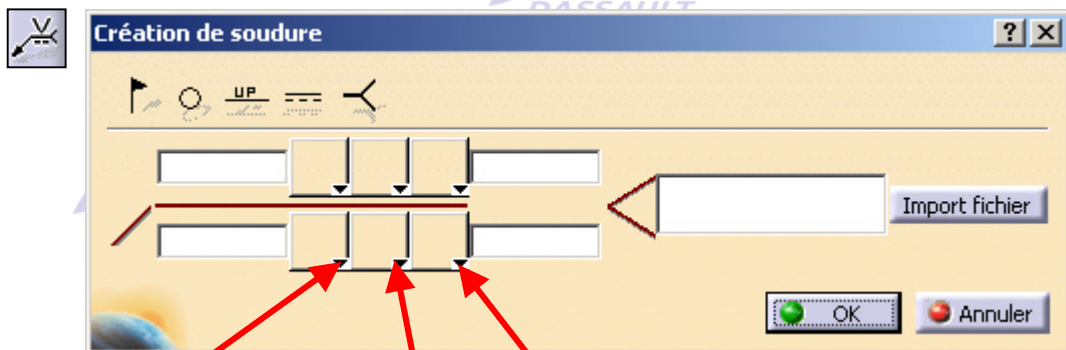 DASSAULT
Création de soudure
UP
Import fichier
OK
Annuler